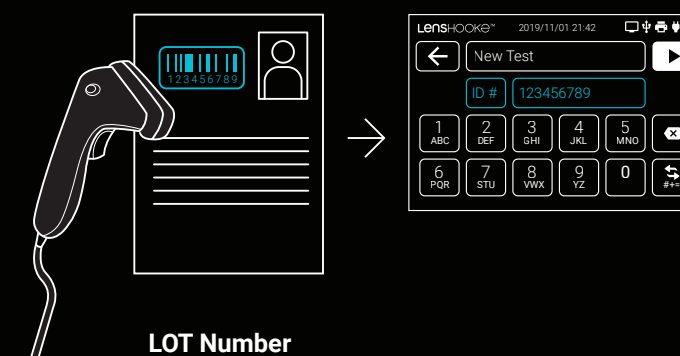 123456789
LENSHOOKE™ 2019/11/01 21:42
New Test
ID # 123456789
1 2 3 4 5
ABC DEF GHI JKL MNO
6 7 8 9 0
PQR STU VWX YZ #+=
LOT Number